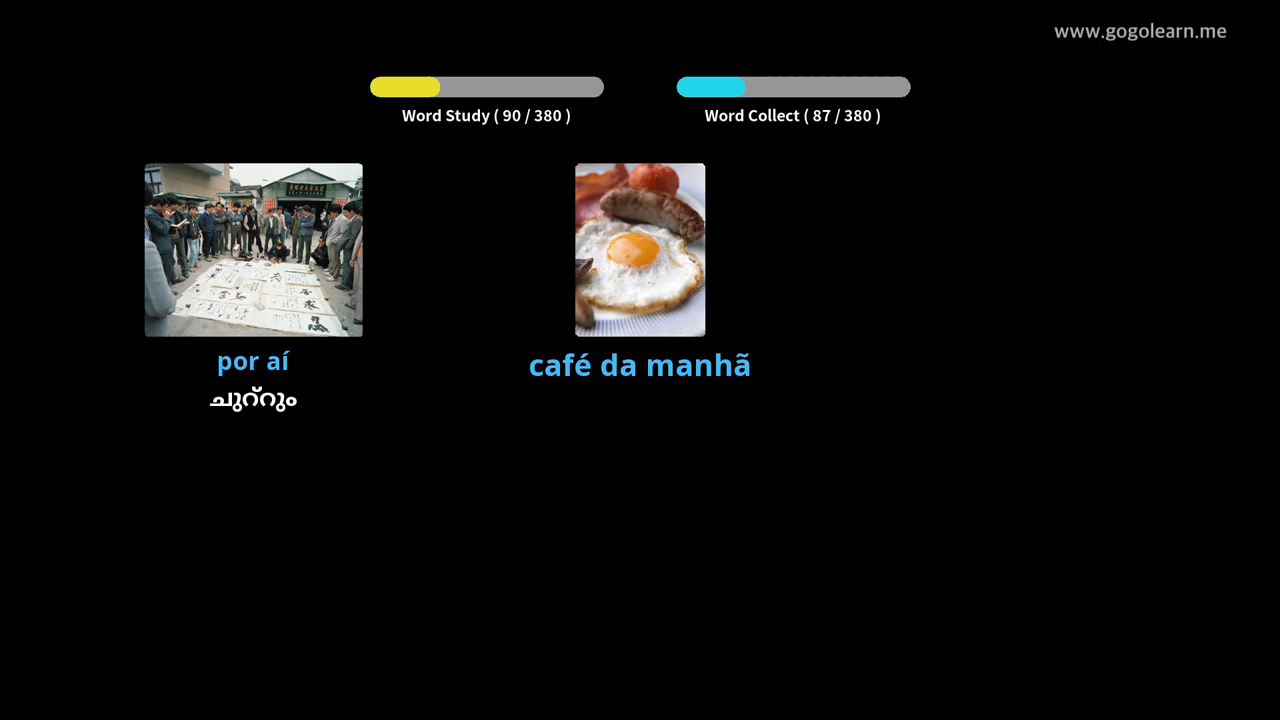 www.gogolearn.me
Word Study ( 90 / 380 )
Word Collect ( 87 / 380 )
por aí
ചുറ്റും
café da manhã